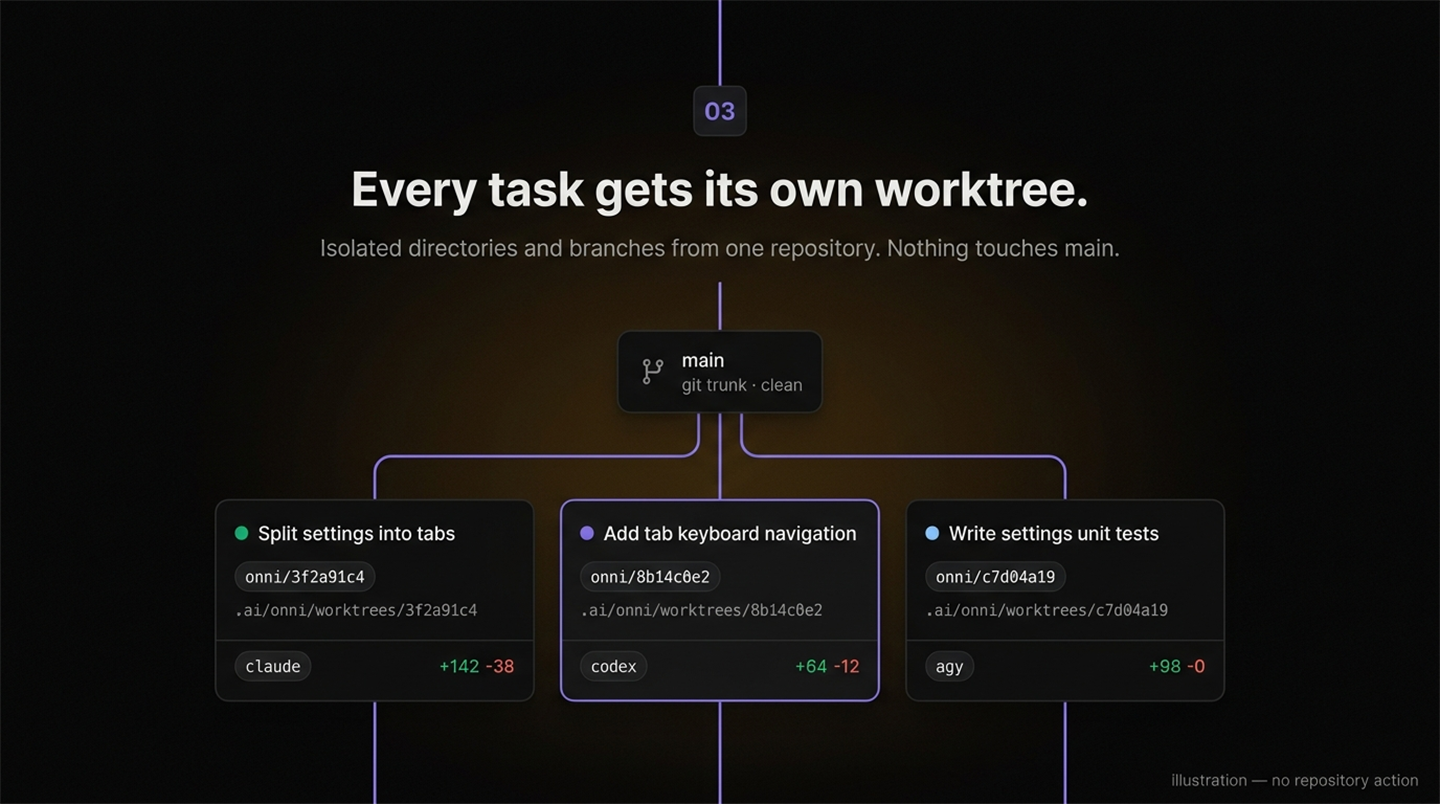 03
Every task gets its own worktree.
Isolated directories and branches from one repository. Nothing touches main.
main
git trunk · clean
Split settings into tabs
onni/3f2a91c4
.ai/onni/worktrees/3f2a91c4
claude
+142 -38
Add tab keyboard navigation
onni/8b14c0e2
.ai/onni/worktrees/8b14c0e2
codex
+64 -12
Write settings unit tests
onni/c7d04a19
.ai/onni/worktrees/c7d04a19
agy
+98 -0
illustration — no repository action